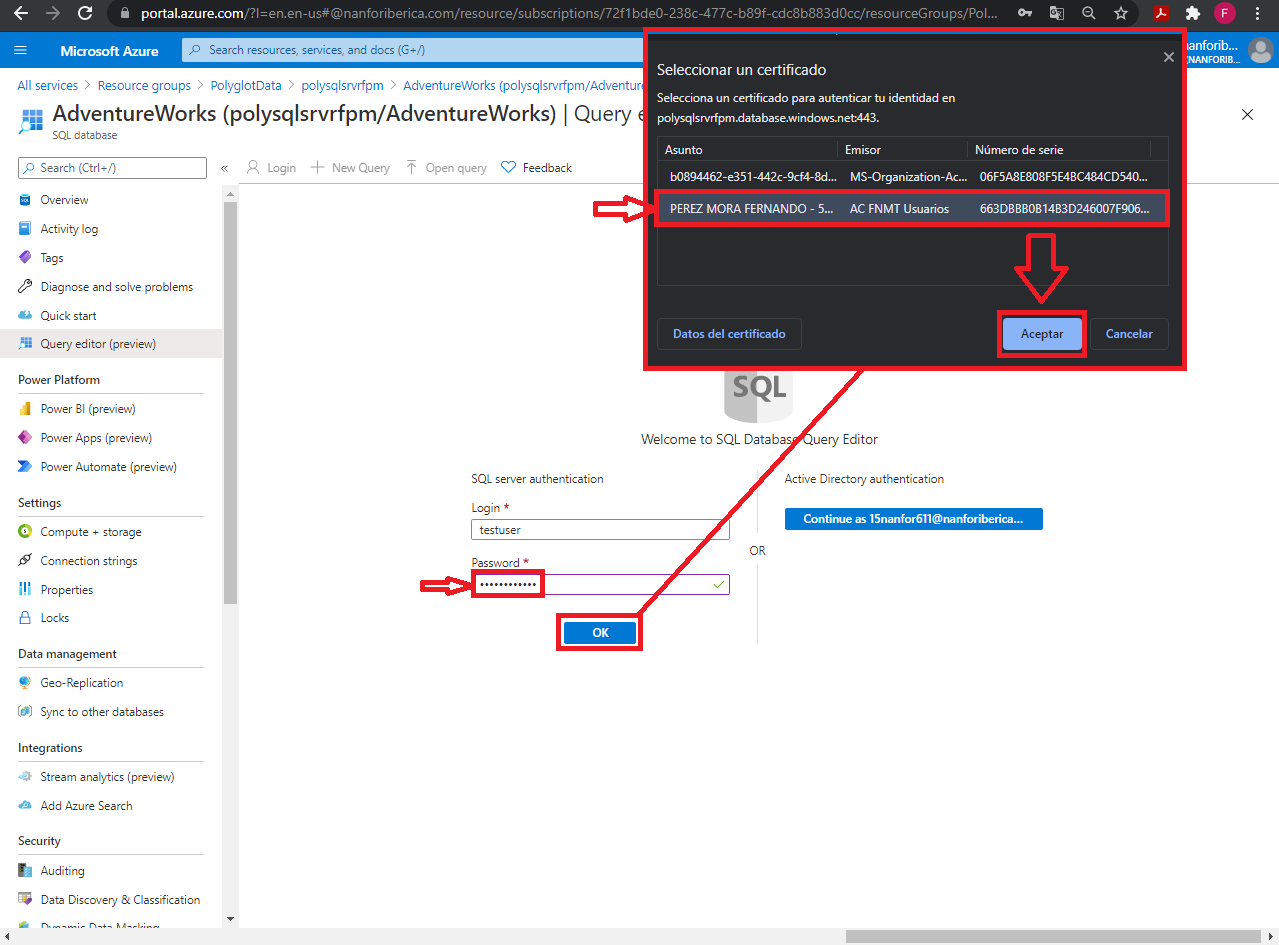 portal.azure.com/?l=en.en-us#@nanforiberica.com/resource/subscriptions/72f1bde0-238c-477c-b89f-cdc8b883d0cc/resourceGroups/Pol...
F
Microsoft Azure
Search resources, services, and docs (G+/)
nanforib...
(NANFORIB...
All services > Resource groups > PolyglotData > polysqlsrvrfpm > AdventureWorks (polysqlsrvrfpm/Adventure
AdventureWorks (polysqlsrvrfpm/AdventureWorks) | Query e
SQL database
Search (Ctrl+/)
«
Login
New Query
Open query
Feedback
Overview
Activity log
Tags
Diagnose and solve problems
Quick start
Query editor (preview)
Power Platform
Power BI (preview)
Power Apps (preview)
Power Automate (preview)
Settings
Compute + storage
Connection strings
Properties
Locks
Data management
Geo-Replication
Sync to other databases
Integrations
Stream analytics (preview)
Add Azure Search
Security
Auditing
Data Discovery & Classification
Dynamic Data Masking
Seleccionar un certificado
Selecciona un certificado para autenticar tu identidad en
polysqlsrvrfpm.database.windows.net:443.
Asunto Emisor Número de serie
b0894462-e351-442c-9cf4-8d... MS-Organization-Ac... 06F5A8E808F5E4BC484CD540...
PEREZ MORA FERNANDO - 5... AC FNMT Usuarios 663DBBB0B14B3D246007F906...
Datos del certificado
Aceptar
Cancelar
SQL
Welcome to SQL Database Query Editor
SQL server authentication
Login *
testuser
Password *
••••••••••••
OK
OR
Active Directory authentication
Continue as 15nanfor611@nanforiberica...